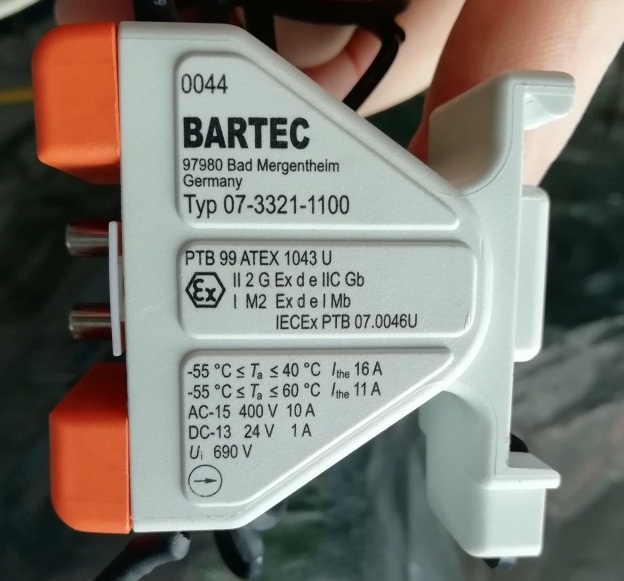 0044
BARTEC
97980 Bad Mergentheim
Germany
Typ 07-3321-1100
PTB 99 ATEX 1043 U
Ex II 2 G Ex d e IIC Gb
I M2 Ex d e I Mb
IECEx PTB 07.0046U
-55 °C ≤ Ta ≤ 40 °C Ithe 16 A
-55 °C ≤ Ta ≤ 60 °C Ithe 11 A
AC-15 400 V 10 A
DC-13 24 V 1 A
Ui 690 V